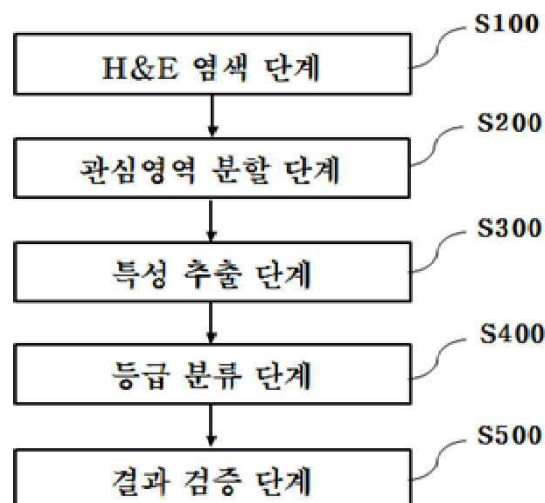 S100
H&E 염색 단계
S200
관심영역 분할 단계
S300
특성 추출 단계
S400
등급 분류 단계
S500
결과 검증 단계